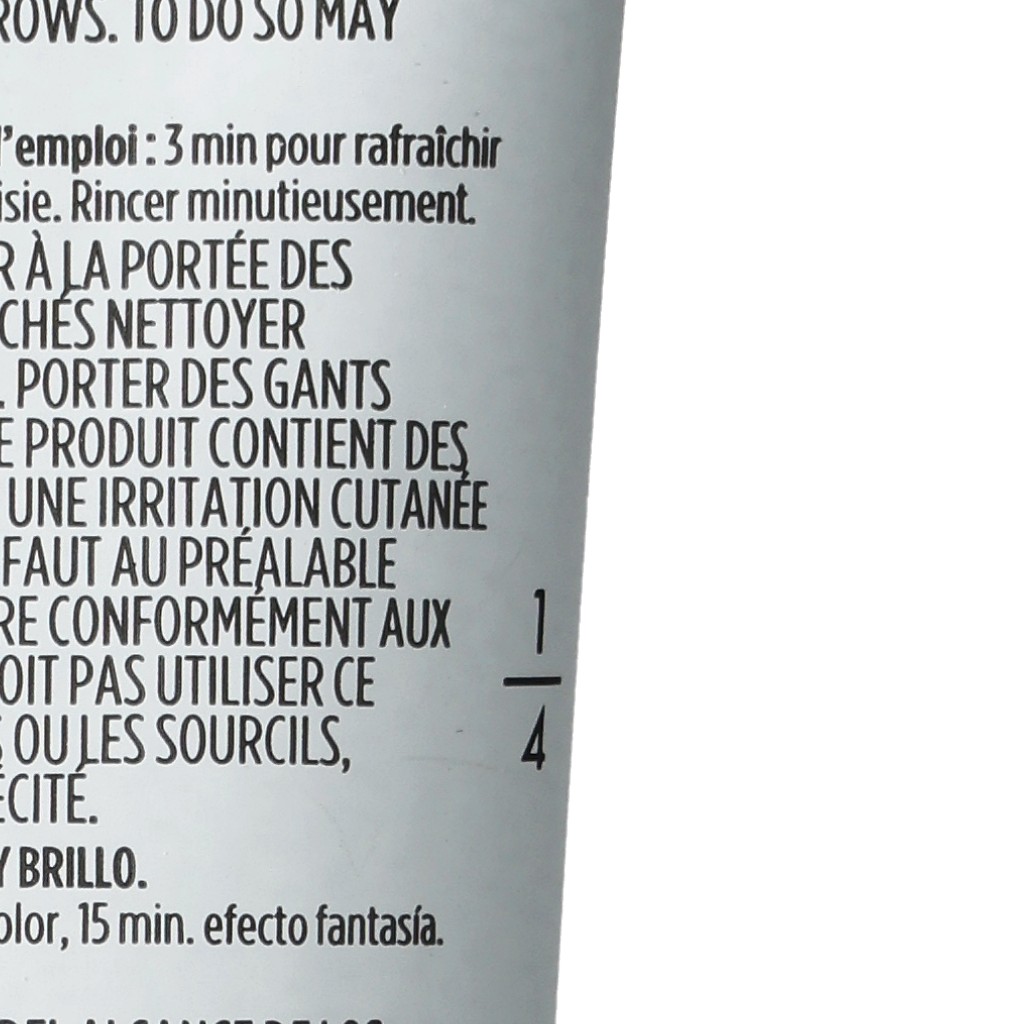 ROWS. TO DO SO MAY
l'emploi : 3 min pour rafraîchir
isie. Rincer minutieusement.
R À LA PORTÉE DES
CHÉS NETTOYER
PORTER DES GANTS
E PRODUIT CONTIENT DES
UNE IRRITATION CUTANÉE
FAUT AU PRÉALABLE
RE CONFORMÉMENT AUX
OIT PAS UTILISER CE
S OU LES SOURCILS,
ÉCITÉ.
Y BRILLO.
olor, 15 min. efecto fantasía.
1
4